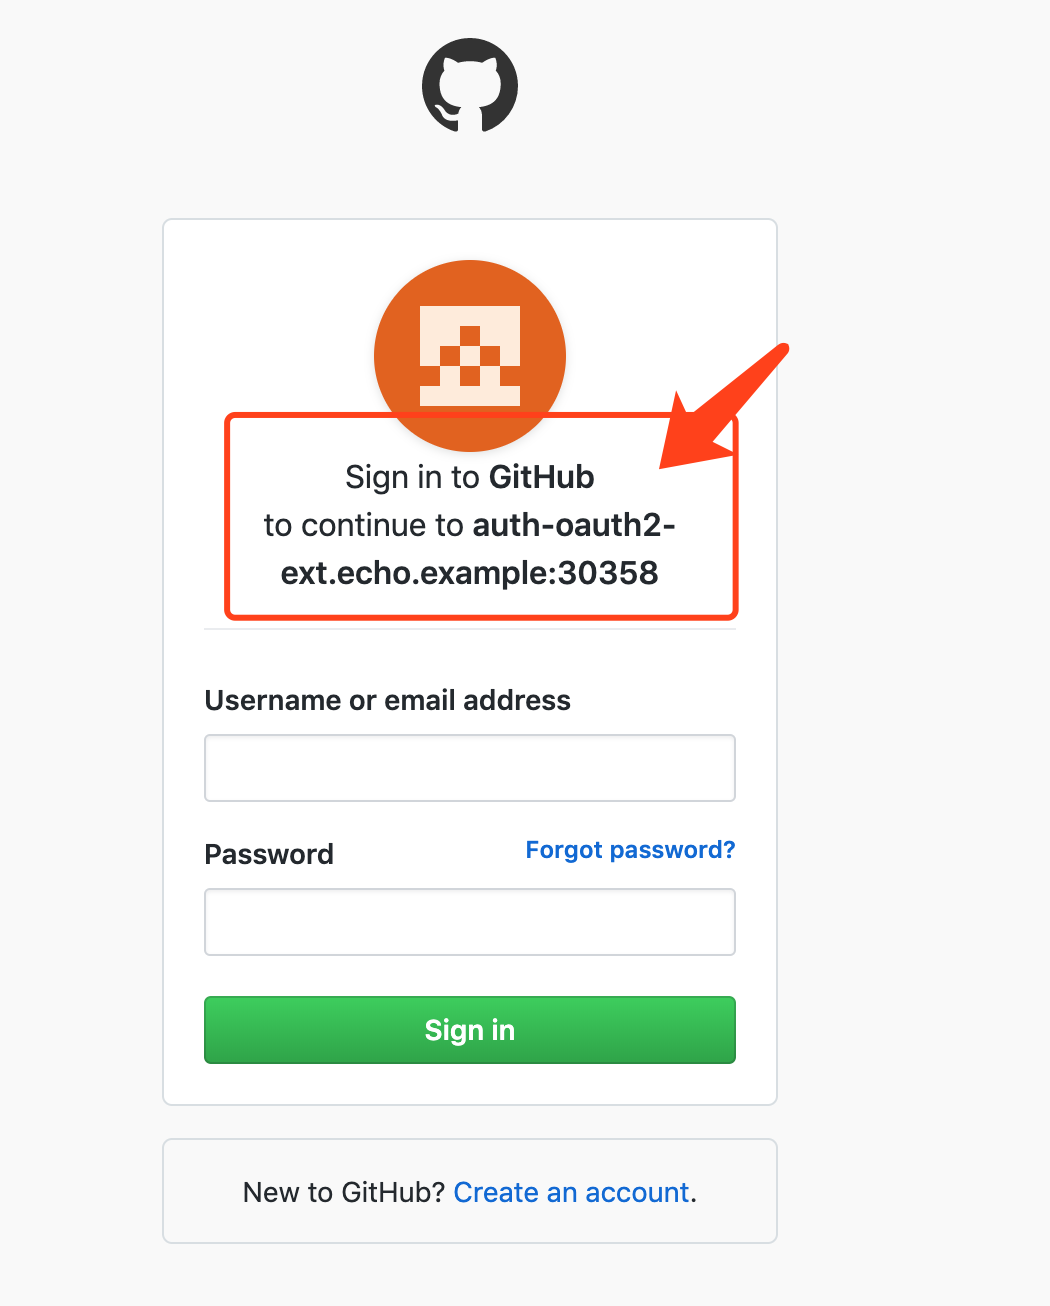 Sign in to GitHub
to continue to auth-oauth2-
ext.echo.example:30358
Username or email address
Password
Forgot password?
Sign in
New to GitHub? Create an account.